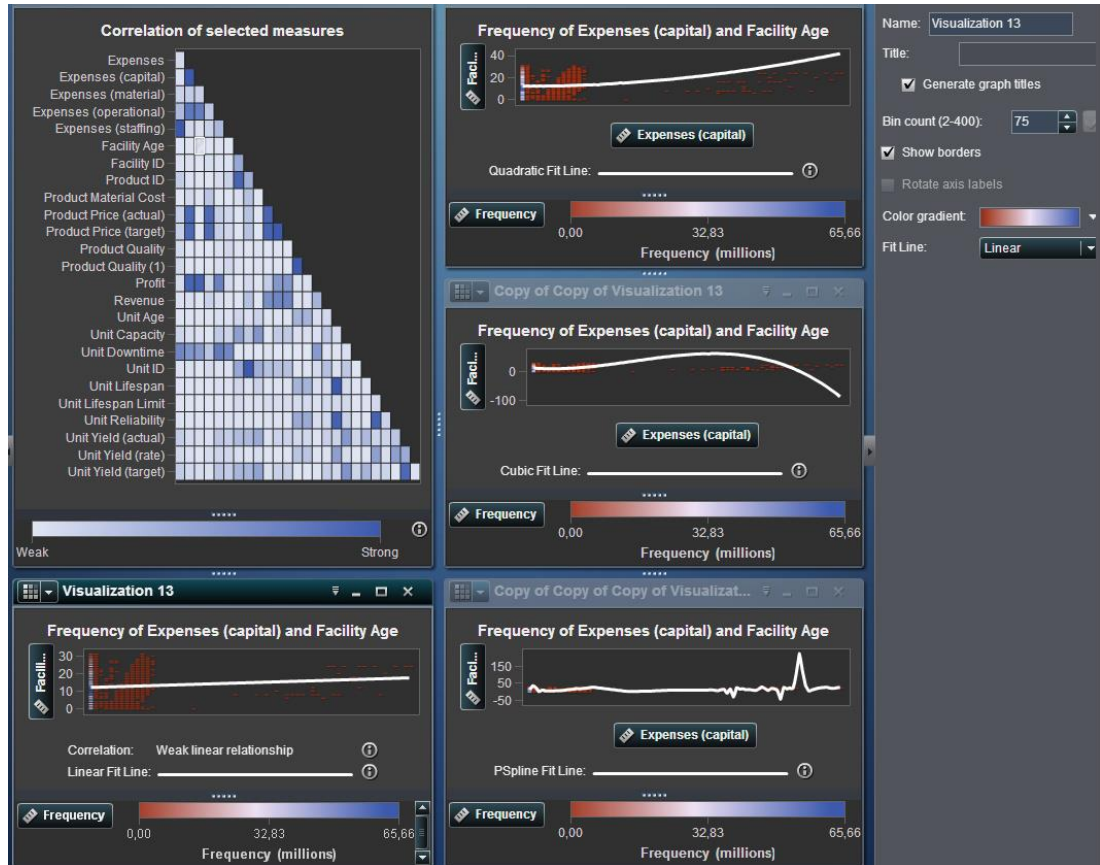 Correlation of selected measures
Expenses
Expenses (capital)
Expenses (material)
Expenses (operational)
Expenses (staffing)
Facility Age
Facility ID
Product ID
Product Material Cost
Product Price (actual)
Product Price (target)
Product Quality
Product Quality (1)
Profit
Revenue
Unit Age
Unit Capacity
Unit Downtime
Unit ID
Unit Lifespan
Unit Lifespan Limit
Unit Reliability
Unit Yield (actual)
Unit Yield (rate)
Unit Yield (target)
Weak Strong
Visualization 13
Frequency of Expenses (capital) and Facility Age
Facili...
30
20
10
0
Correlation: Weak linear relationship
Linear Fit Line:
Frequency
0,00 32,83 65,66
Frequency (millions)
Frequency of Expenses (capital) and Facility Age
Faci...
40
20
0
Expenses (capital)
Quadratic Fit Line:
Frequency
0,00 32,83 65,66
Frequency (millions)
Copy of Copy of Visualization 13
Frequency of Expenses (capital) and Facility Age
Faci...
0
-100
Expenses (capital)
Cubic Fit Line:
Frequency
0,00 32,83 65,66
Frequency (millions)
Copy of Copy of Copy of Visualizat...
Frequency of Expenses (capital) and Facility Age
Faci...
150
50
-50
Expenses (capital)
PSpline Fit Line:
Frequency
0,00 32,83 65,66
Frequency (millions)
Name: Visualization 13
Title:
Generate graph titles
Bin count (2-400): 75
Show borders
Rotate axis labels
Color gradient:
Fit Line: Linear